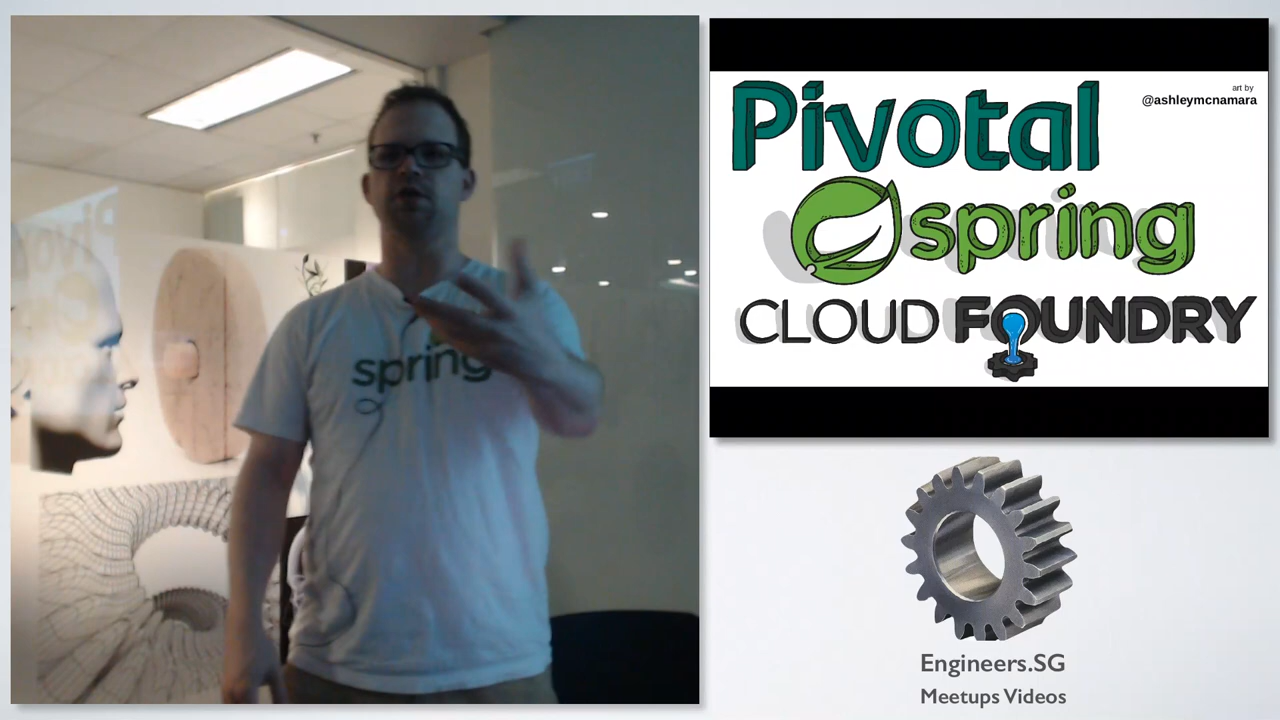 spring
Pivotal
art by
@ashleymcnamara
spring
CLOUD FOUNDRY
Engineers.SG
Meetups Videos